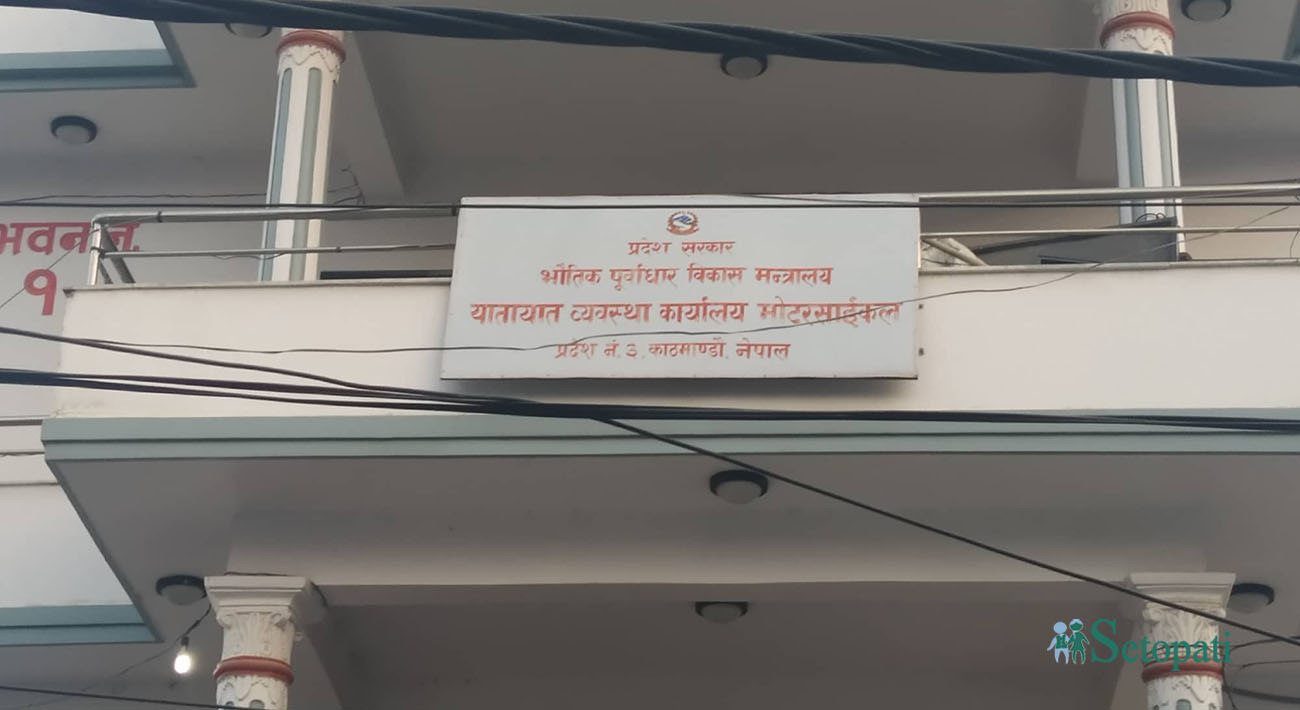 भवन नं.
१
प्रदेश सरकार
भौतिक पूर्वाधार विकास मन्त्रालय
यातायात व्यवस्था कार्यालय मोटरसाईकल
प्रदेश नं. ३, काठमाण्डौं, नेपाल
Setopati